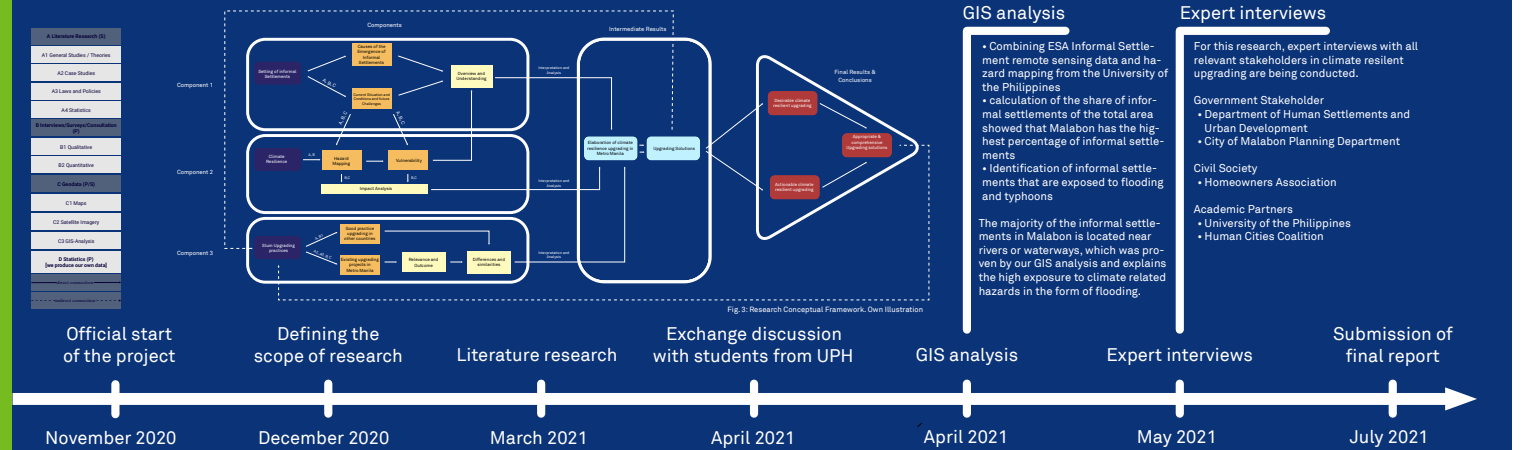 A Literature Research (S)
A1 General Studies / Theories
A2 Case Studies
A3 Laws and Policies
A4 Statistics
B Interviews/Surveys/Consultation
(P)
B1 Qualitative
B2 Quantitative
C Geodata (P/S)
C1 Maps
C2 Satellite Imagery
C3 GIS-Analysis
D Statistics (P)
[we produce our own data]
Components
Intermediate Results
Final Results &
Conclusions
Component 1
Setting of Informal
Settlements
A, B, C
Causes of the
Emergence of
Informal
Settlements
Current Situation and
Conditions and Future
Challenges
Overview and
Understanding
Interpretation and
Analysis
A, B, C
A, B, C
Component 2
Climate
Resilience
A, B
Hazard
Mapping
Vulnerability
B,C
B,C
Impact Analysis
Interpretation and
Analysis
Component 3
Slum Upgrading
practices
Good practice
upgrading in
other countries
Existing upgrading
projects in
Metro Manila
Relevance and
Outcome
Differences and
similarities
Interpretation and
Analysis
Elaboration of climate
resilience upgrading in
Metro Manila
Upgrading Solutions
Desirable climate
resilient upgrading
Appropriate &
comprehensive
Upgrading solutions
Actionable climate
resilient upgrading
Fig. 3: Research Conceptual Framework. Own Illustration
GIS analysis
• Combining ESA Informal Settle-
ment remote sensing data and ha-
zard mapping from the University of
the Philippines
• calculation of the share of infor-
mal settlements of the total area
showed that Malabon has the hig-
hest percentage of informal settle-
ments
• Identification of informal settle-
ments that are exposed to flooding
and typhoons
The majority of the informal settle-
ments in Malabon is located near
rivers or waterways, which was pro-
ven by our GIS analysis and explains
the high exposure to climate related
hazards in the form of flooding.
Expert interviews
For this research, expert interviews with all
relevant stakeholders in climate resilent
upgrading are being conducted.
Government Stakeholder
• Department of Human Settlements and
Urban Development
• City of Malabon Planning Department
Civil Society
• Homeowners Association
Academic Partners
• University of the Philippines
• Human Cities Coalition
Official start
of the project
Defining the
scope of research
Literature research
Exchange discussion
with students from UPH
GIS analysis
Expert interviews
Submission of
final report
November 2020
December 2020
March 2021
April 2021
April 2021
May 2021
July 2021